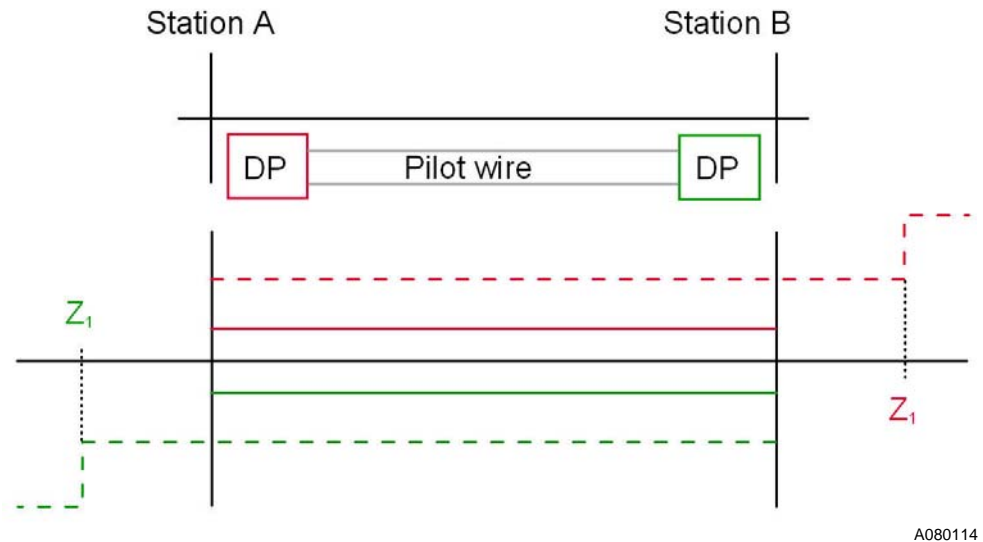 Station A
Station B
DP
Pilot wire
DP
Z₁
Z₁
A080114